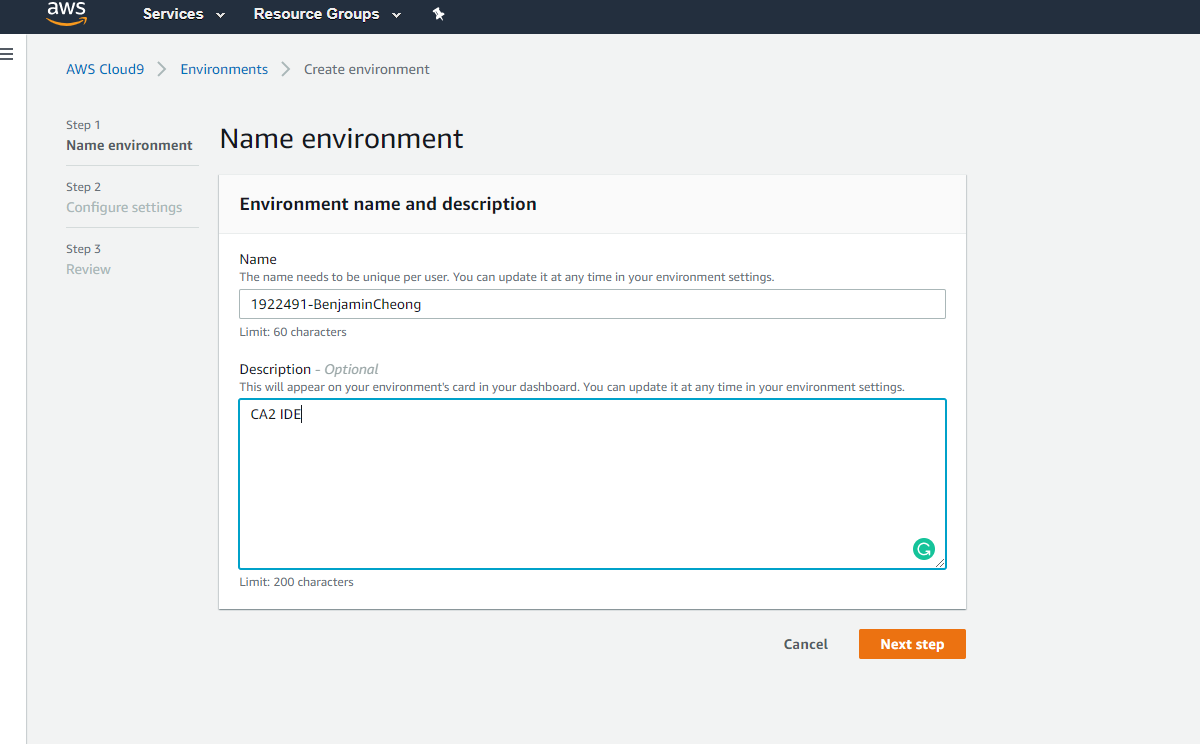 aws
Services
Resource Groups
AWS Cloud9
Environments
Create environment
Step 1
Name environment
Step 2
Configure settings
Step 3
Review
Name environment
Environment name and description
Name
The name needs to be unique per user. You can update it at any time in your environment settings.
1922491-BenjaminCheong
Limit: 60 characters
Description - Optional
This will appear on your environment's card in your dashboard. You can update it at any time in your environment settings.
CA2 IDE
Limit: 200 characters
Cancel
Next step